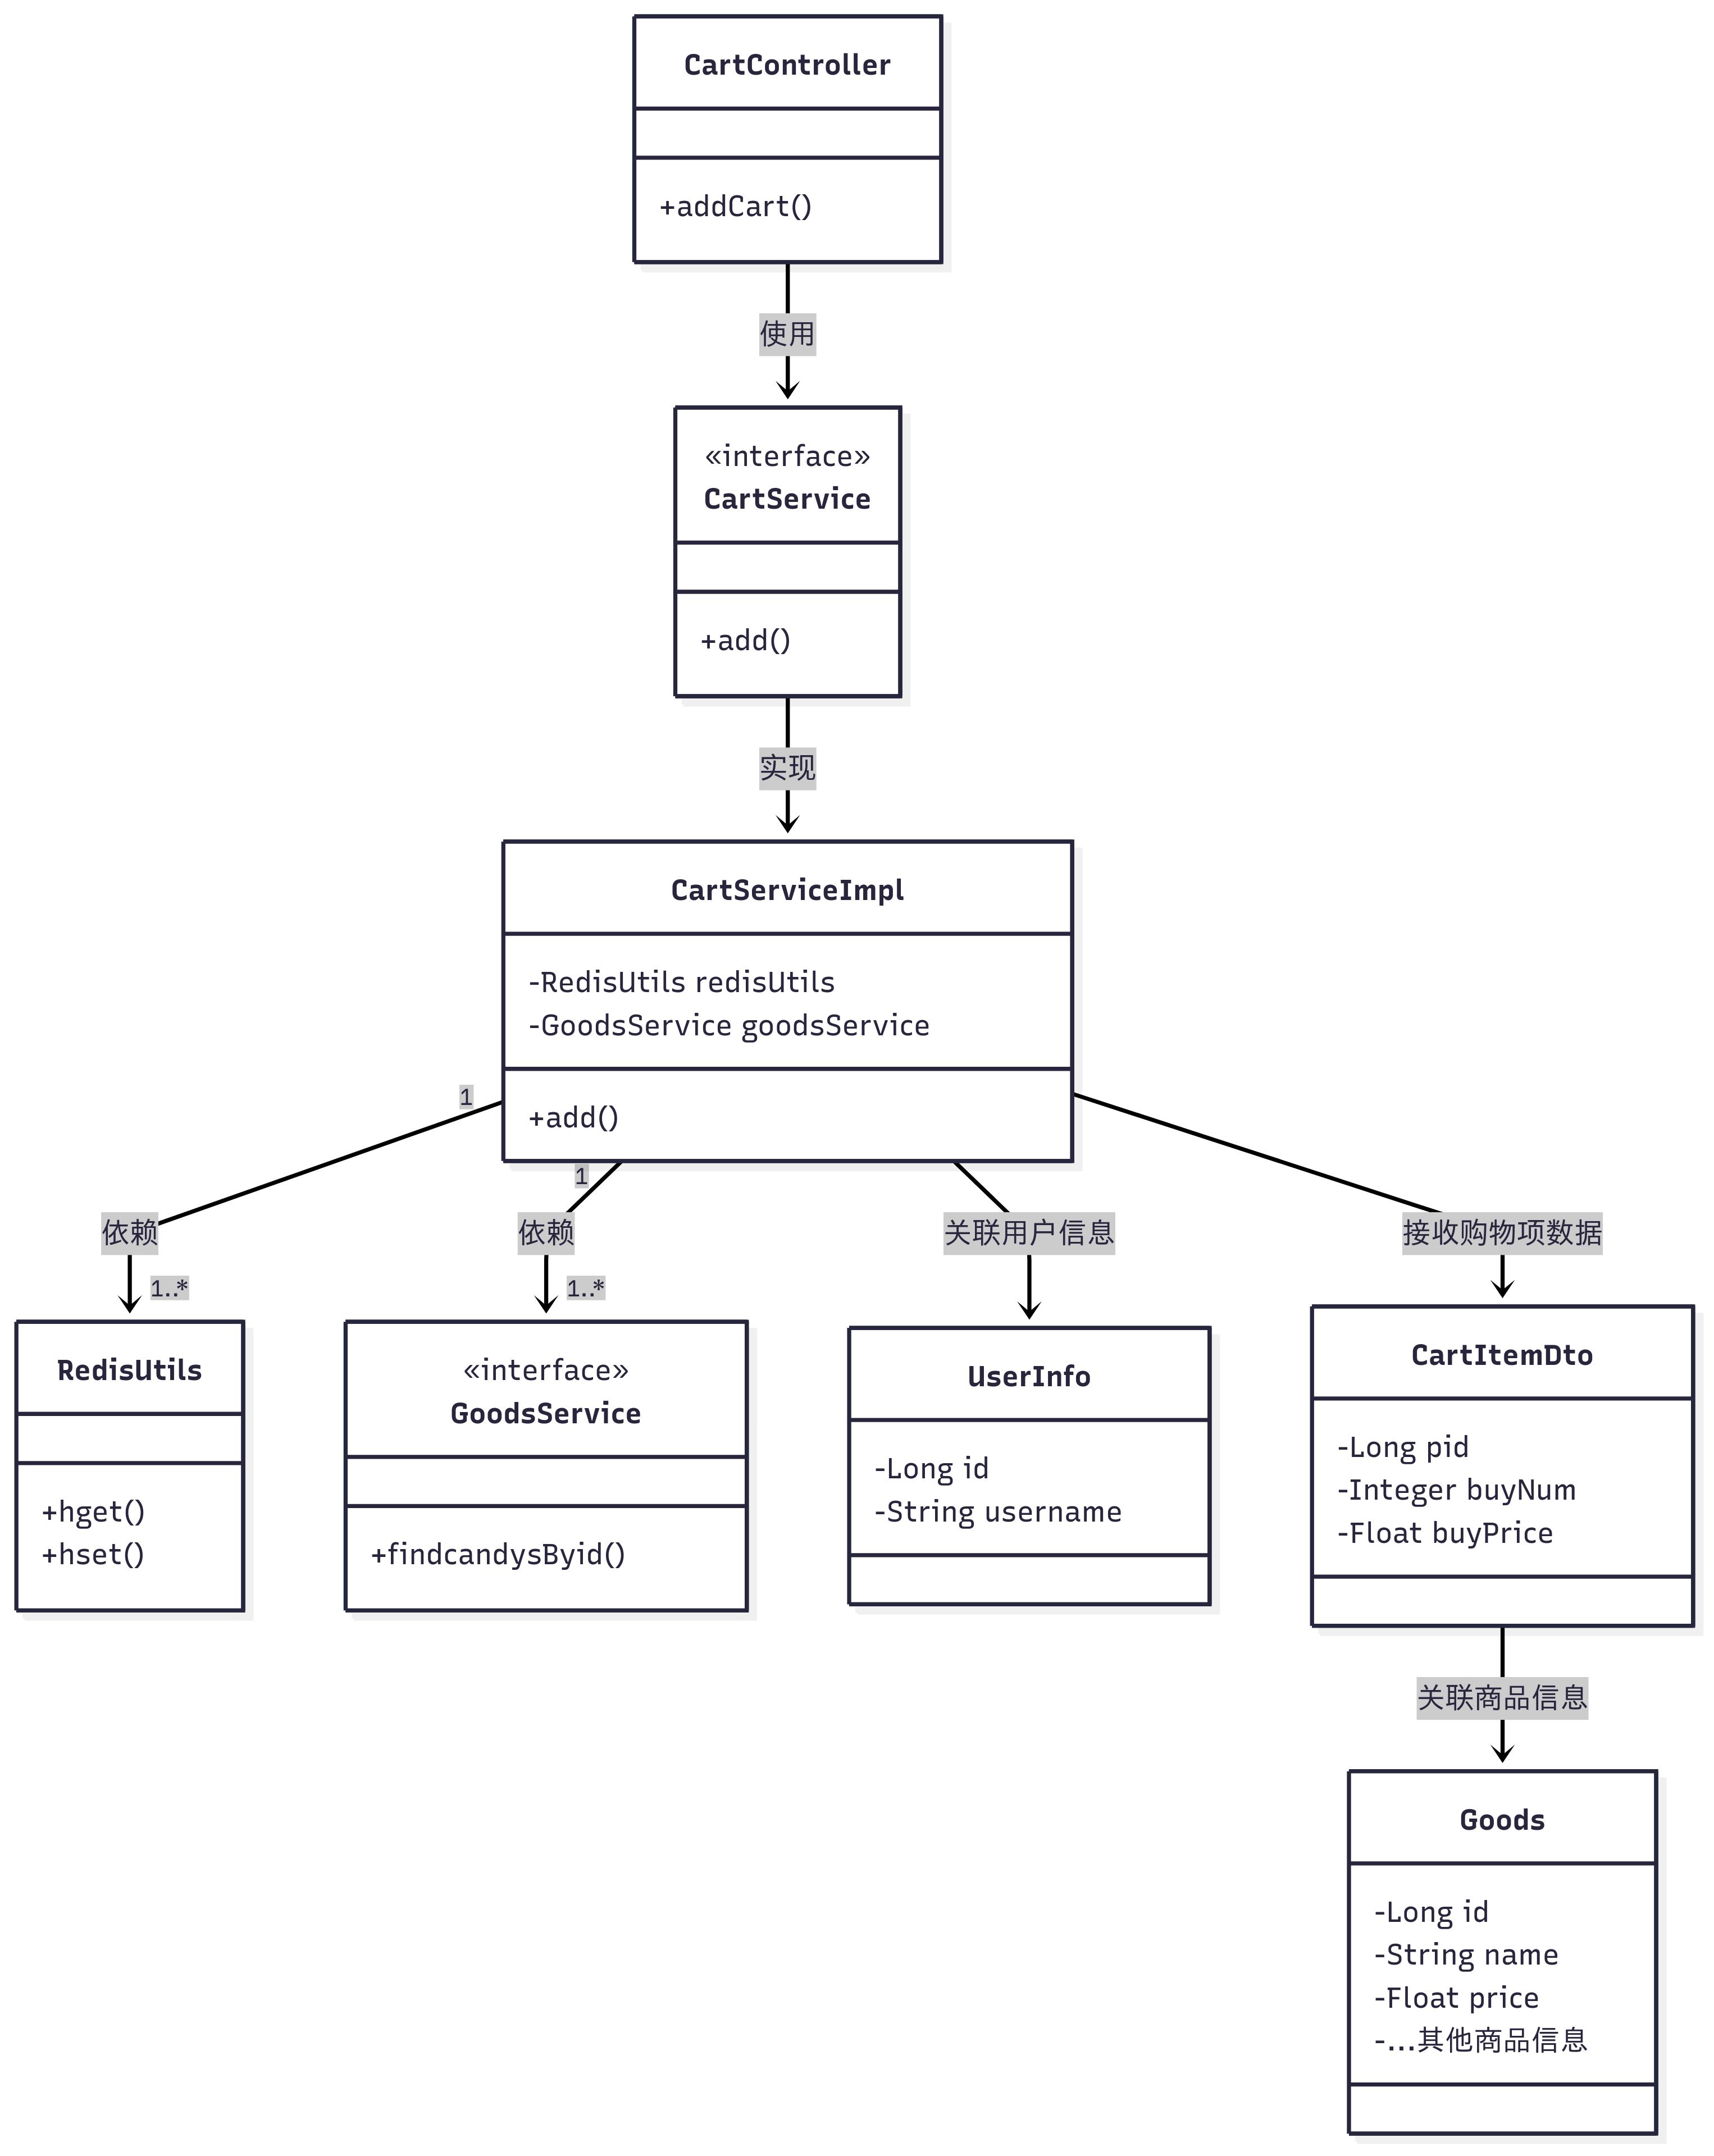 CartController
+addCart()
使用
«interface»
CartService
+add()
实现
CartServiceImpl
-RedisUtils redisUtils
-GoodsService goodsService
+add()
1
1
依赖
依赖
关联用户信息
接收购物项数据
1..*
1..*
RedisUtils
+hget()
+hset()
«interface»
GoodsService
+findcandysByid()
UserInfo
-Long id
-String username
CartItemDto
-Long pid
-Integer buyNum
-Float buyPrice
关联商品信息
Goods
-Long id
-String name
-Float price
-...其他商品信息